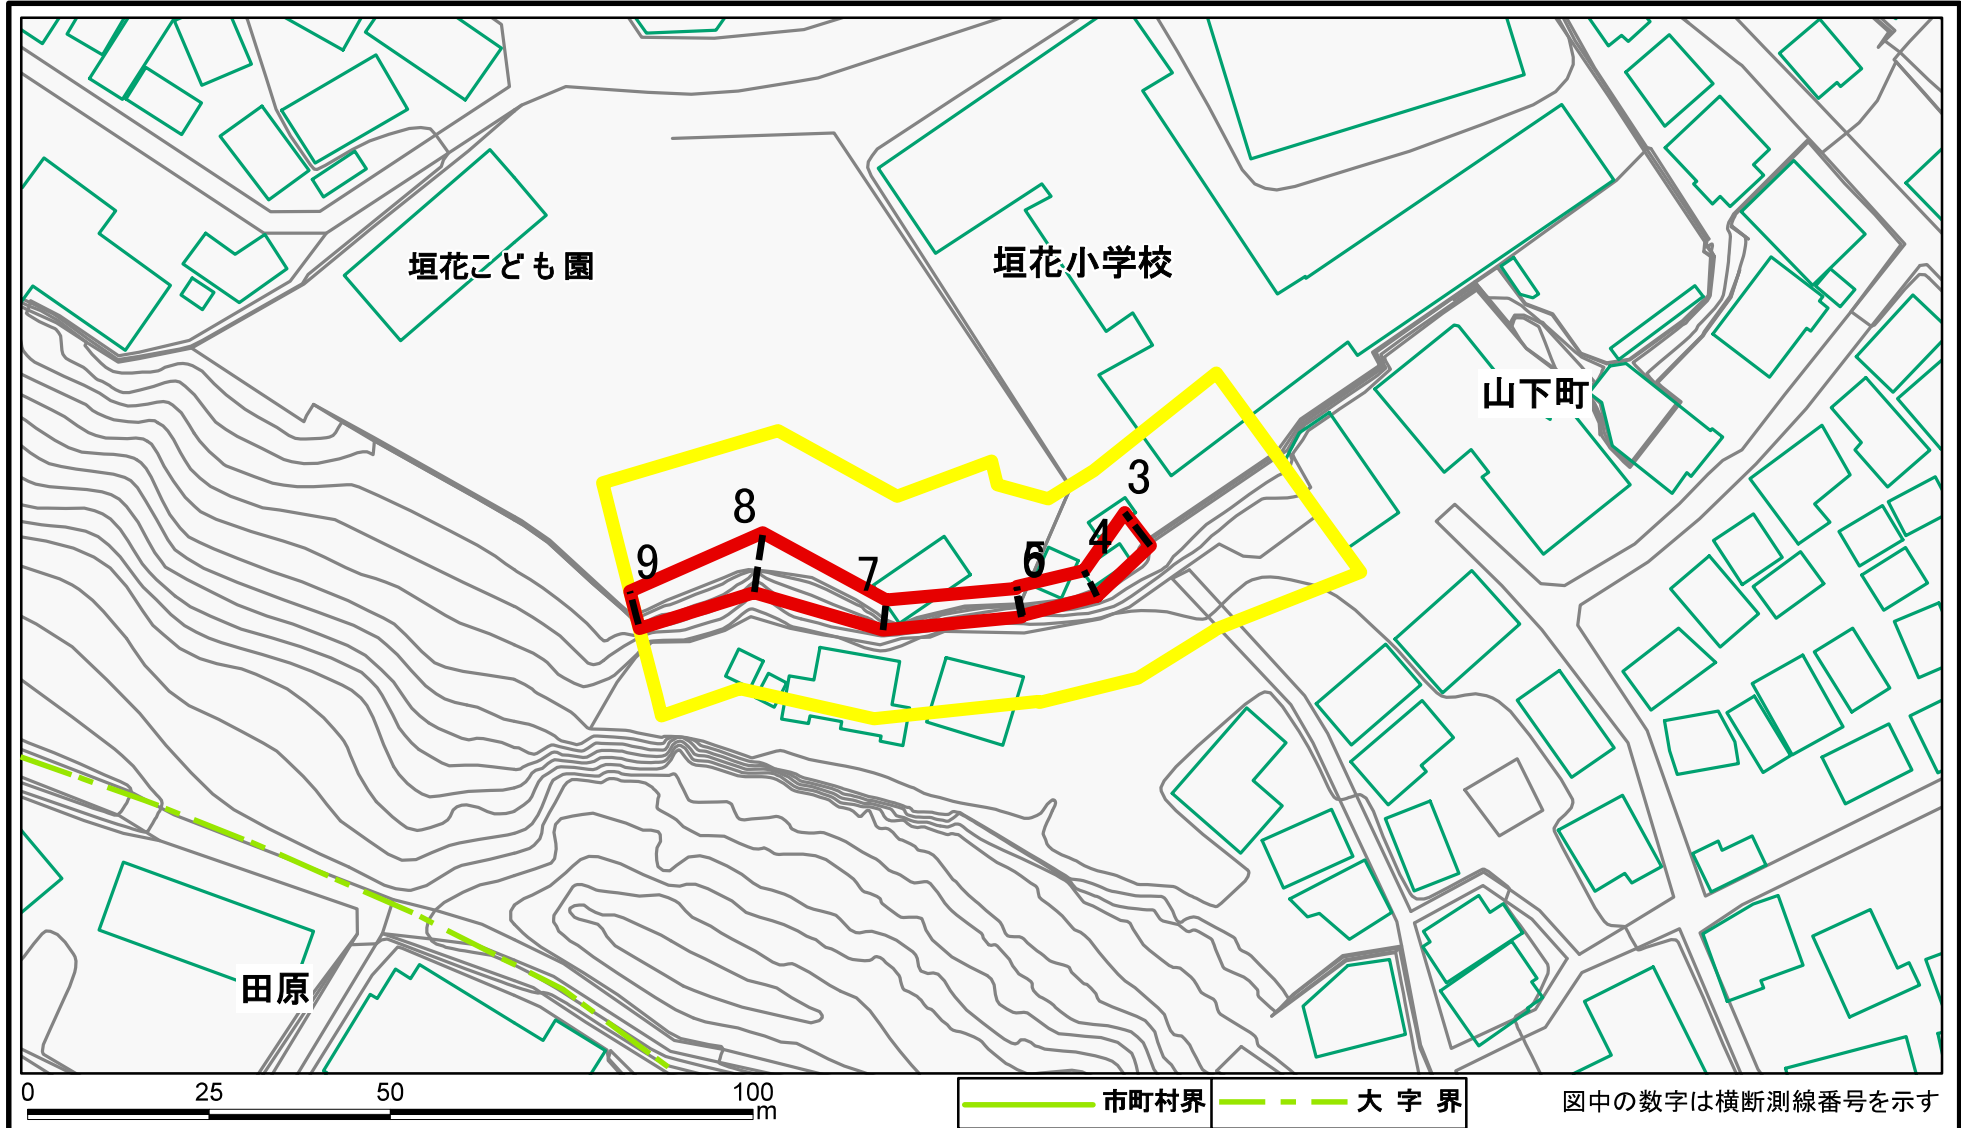 垣花こども園
垣花小学校
山下町
3
8
4
9
5
6
7
田原
0 25 50 100
m
市町村界
大字界
図中の数字は横断測線番号を示す